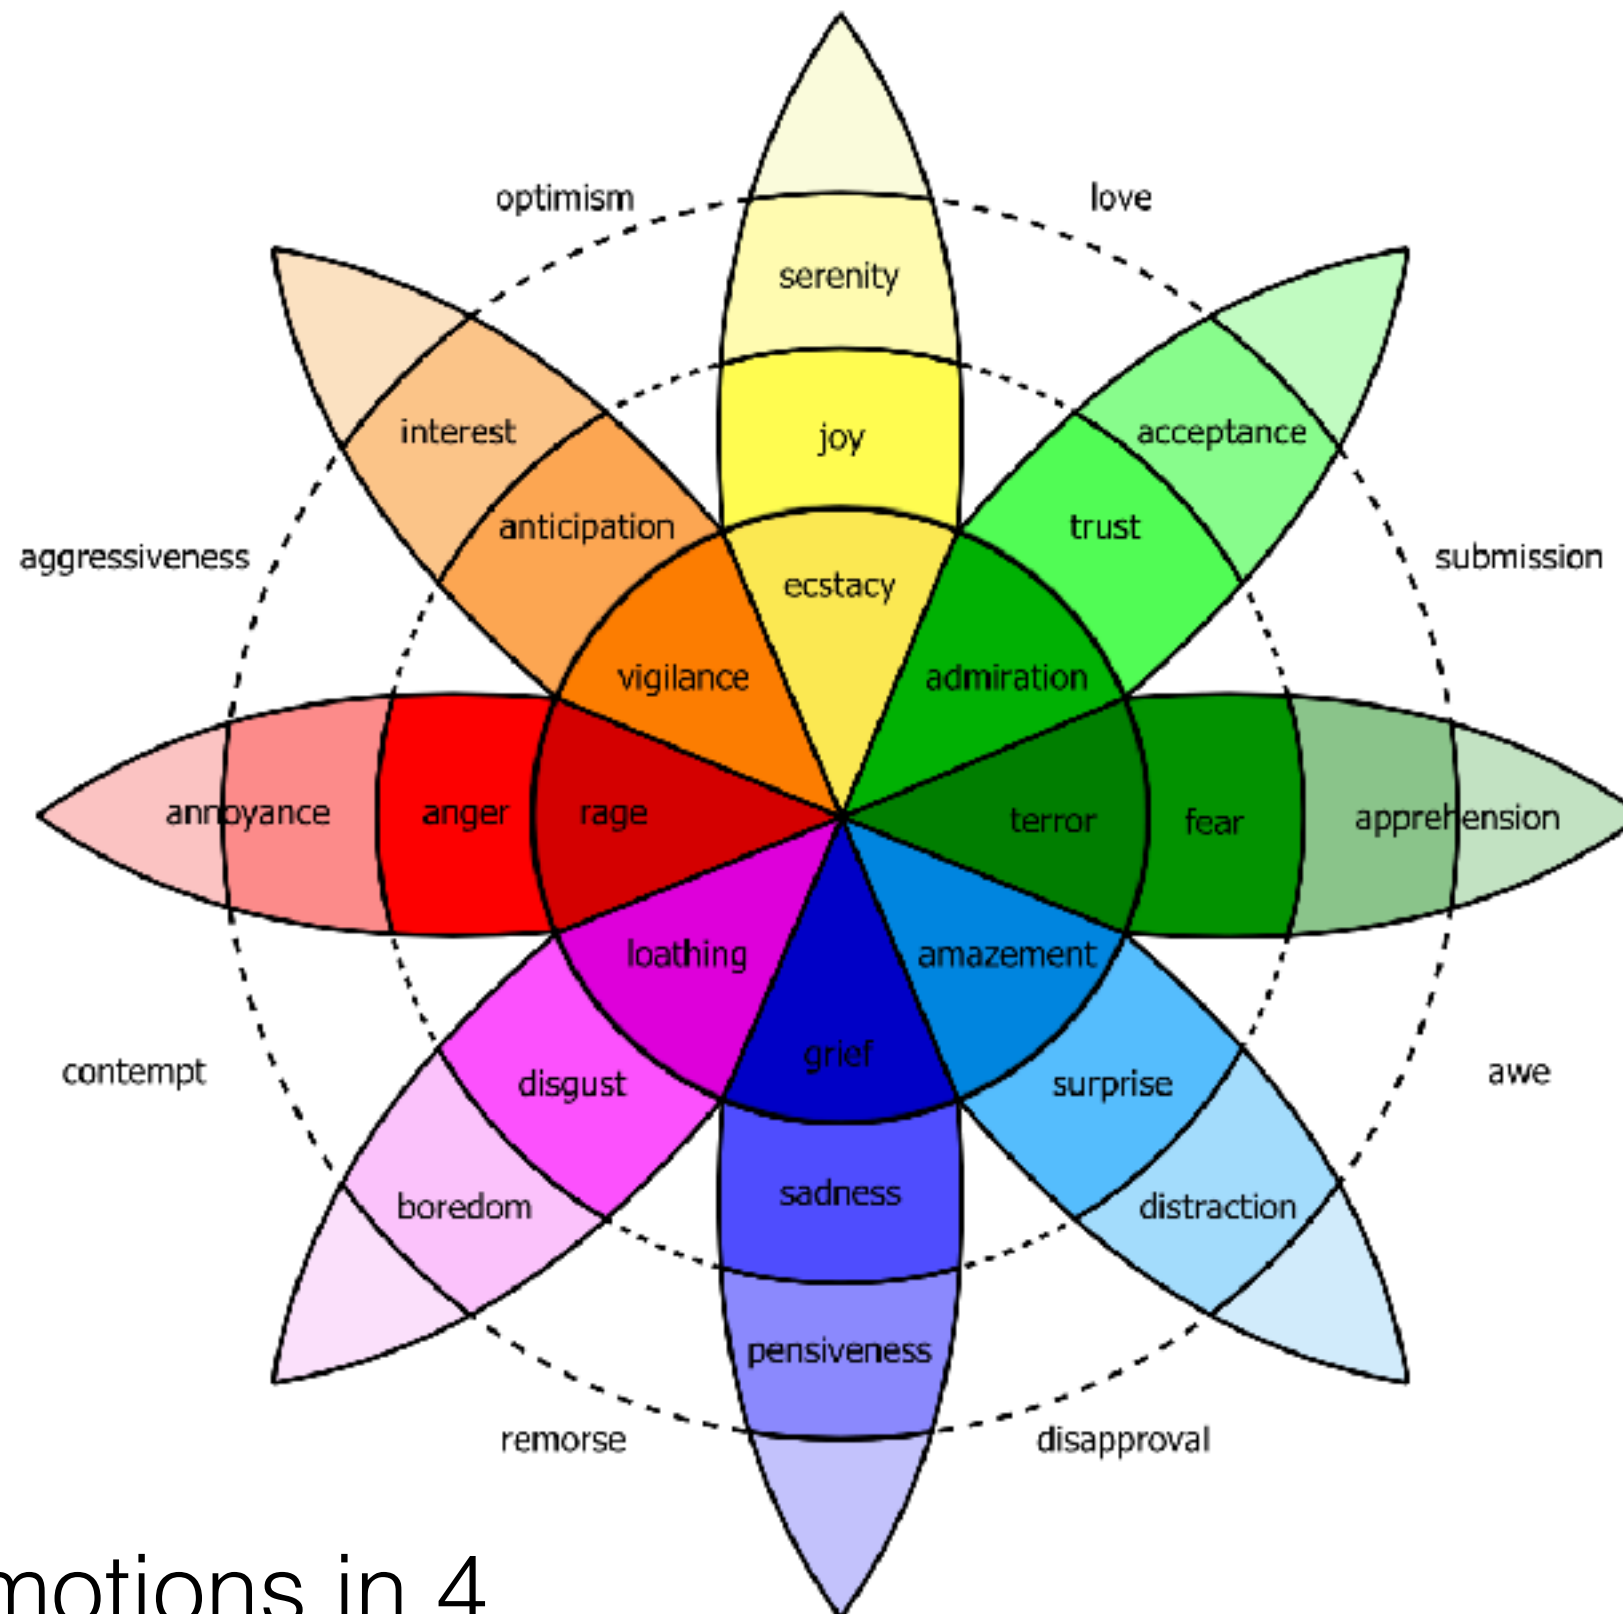 optimism
love
serenity
interest
joy
acceptance
anticipation
trust
aggressiveness
submission
ecstacy
vigilance
admiration
annoyance
anger
rage
terror
fear
apprehension
loathing
amazement
grief
contempt
awe
disgust
surprise
sadness
boredom
distraction
pensiveness
remorse
disapproval
motions in 4